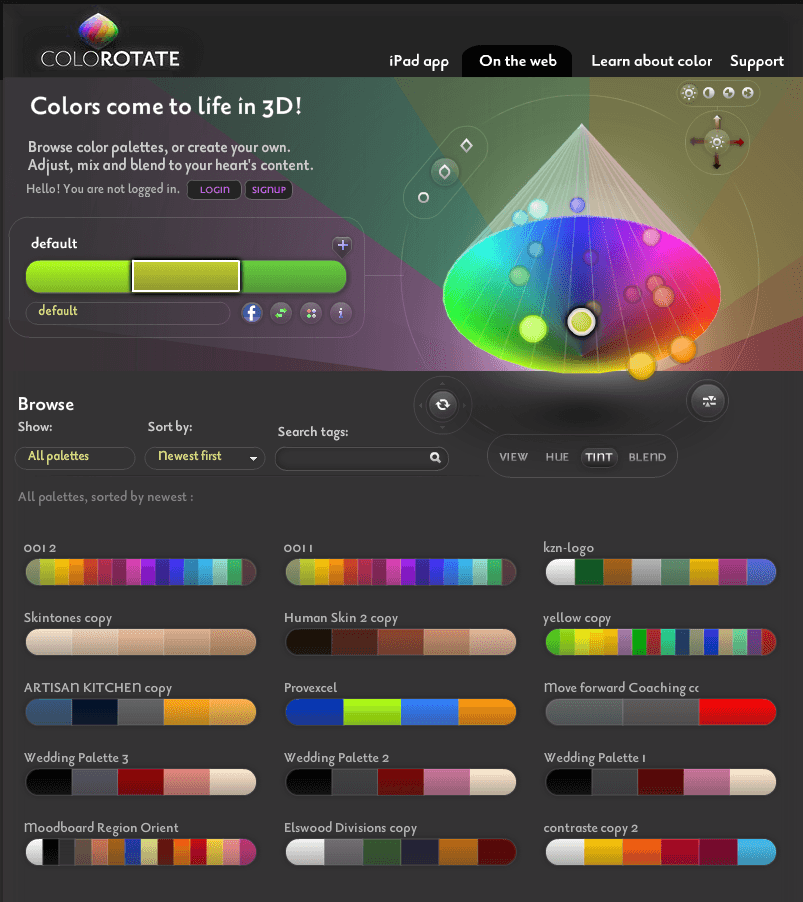 COLOROTATE
iPad app
On the web
Learn about color
Support
Colors come to life in 3D!
Browse color palettes, or create your own.
Adjust, mix and blend to your heart's content.
Hello! You are not logged in.
LOGIN
SIGNUP
default
default
Browse
Show:
Sort by:
Search tags:
All palettes
Newest first
VIEW
HUE
TINT
BLEND
All palettes, sorted by newest :
001 2
001 1
kzn-logo
Skintones copy
Human Skin 2 copy
yellow copy
ARTISAN KITCHEN copy
Provexcel
Move forward Coaching cc
Wedding Palette 3
Wedding Palette 2
Wedding Palette 1
Moodboard Region Orient
Elswood Divisions copy
contraste copy 2